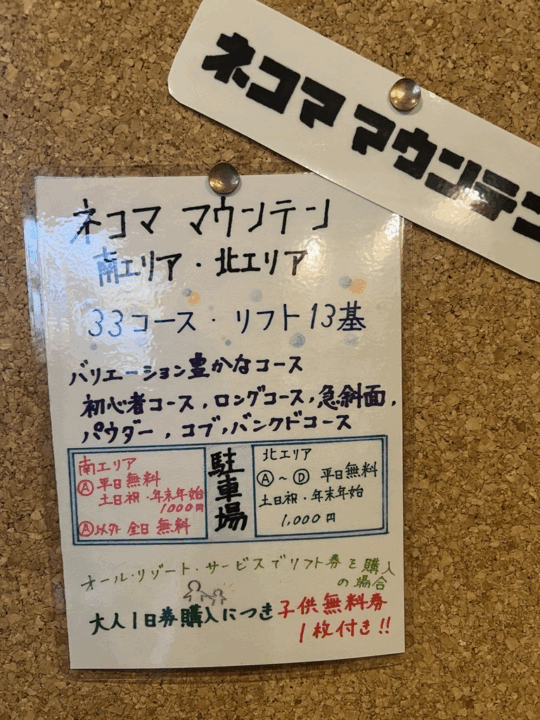 ネコマ マウンテン
ネコマ マウンテン
南エリア・北エリア
33コース・リフト13基
バリエーション豊かなコース
初心者コース,ロングコース,急斜面,
パウダー,コブ,バンクドコース
南エリア
Ⓐ平日無料
土日祝・年末年始
1000円
Ⓐ以外 全日 無料
駐車場
北エリア
Ⓐ～Ⓓ 平日無料
土日祝・年末年始
1,000円
オール・リゾート・サービスでリフト券を購入
の場合
大人1日券購入につき子供無料券
1枚付き!!